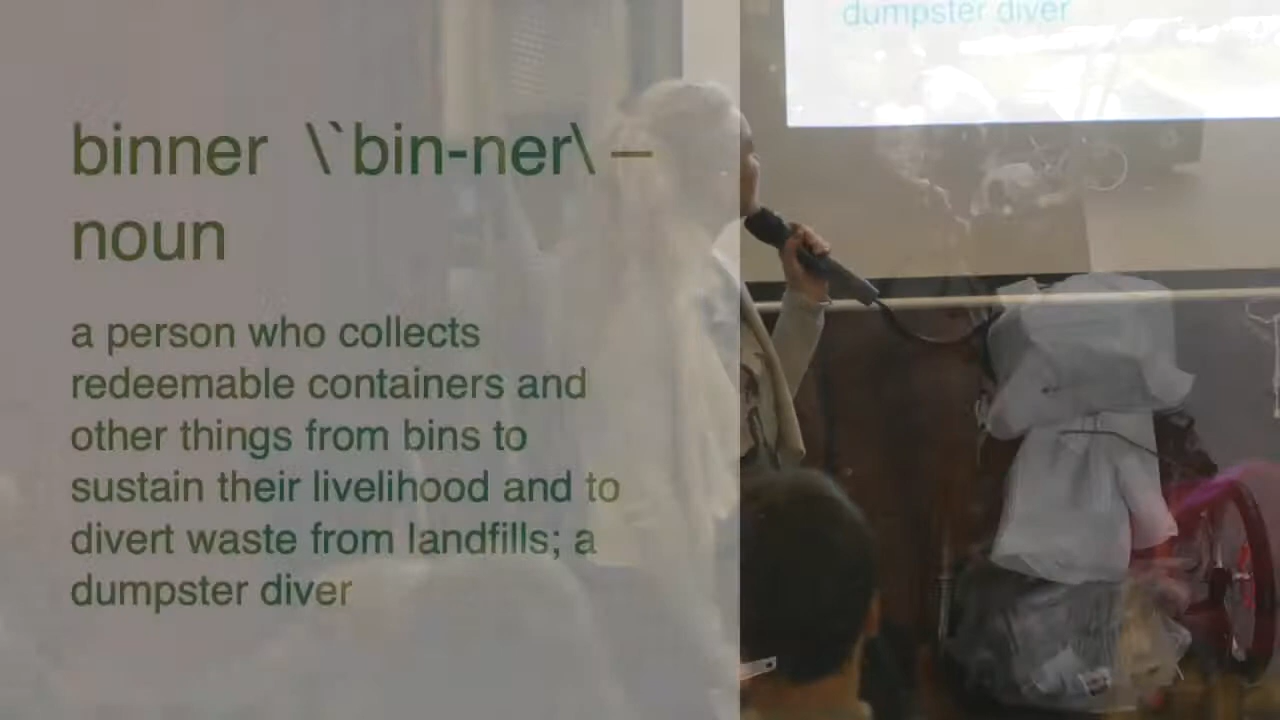 dumpster diver
binner \`bin-ner\ –
noun
a person who collects
redeemable containers and
other things from bins to
sustain their livelihood and to
divert waste from landfills; a
dumpster diver